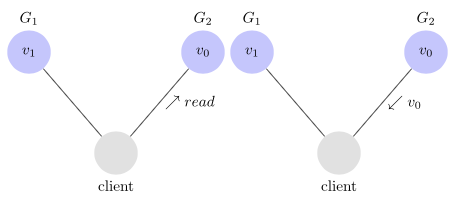 G₁ G₂ G₁ G₂
v₁ v₀ v₁ v₀
↗ read ↙ v₀
client client